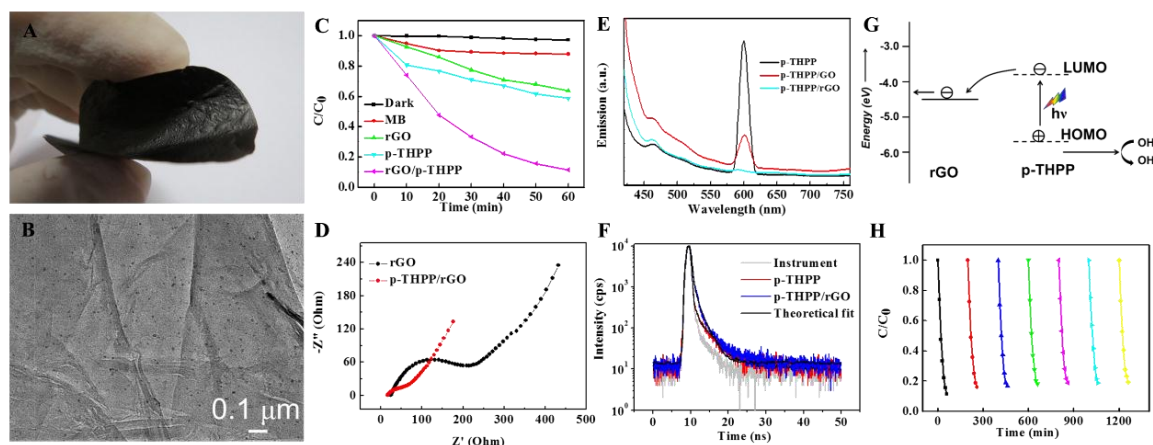 A
B
0.1 μm
C
C/C0
1.0
0.8
0.6
0.4
0.2
0.0
Dark
MB
rGO
p-THPP
rGO/p-THPP
0 10 20 30 40 50 60
Time (min)
D
-Z'' (Ohm)
240
180
120
60
0
rGO
p-THPP/rGO
0 100 200 300 400 500
Z' (Ohm)
E
Emission (a.u.)
p-THPP
p-THPP/GO
p-THPP/rGO
450 500 550 600 650 700 750
Wavelength (nm)
F
Intensity (cps)
10^4
10^3
10^2
10^1
10^0
Instrument
p-THPP
p-THPP/rGO
Theoretical fit
0 10 20 30 40 50
Time (ns)
G
Energy (eV)
-3.0
-4.0
-5.0
-6.0
LUMO
hν
HOMO
OH
OH
rGO
p-THPP
H
C/C0
1.0
0.8
0.6
0.4
0.2
0.0
0 300 600 900 1200
Time (min)